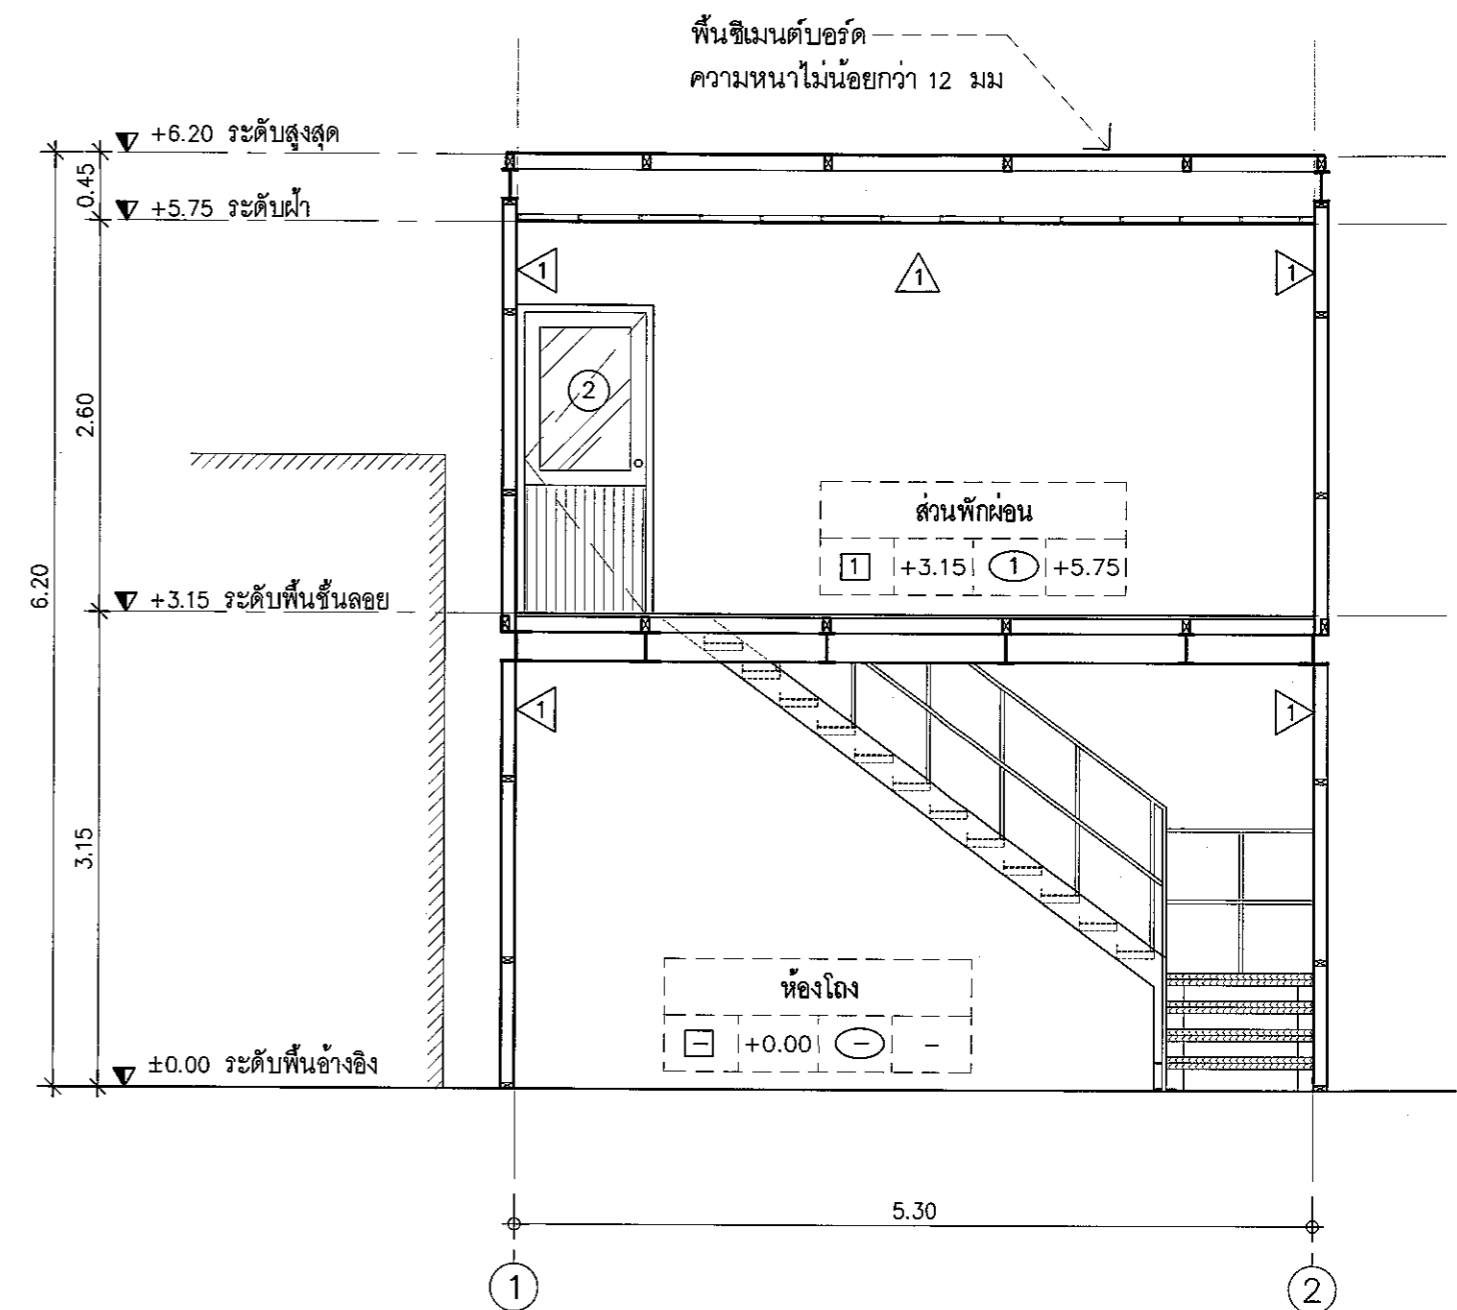 พื้นซีเมนต์บอร์ด
ความหนาไม่น้อยกว่า 12 มม
+6.20 ระดับสูงสุด
0.45
+5.75 ระดับฝ้า
1
1
1
2
2.60
ส่วนพักผ่อน
1 +3.15 1 +5.75
6.20
+3.15 ระดับพื้นชั้นลอย
1
1
3.15
ห้องโถง
– +0.00 – –
±0.00 ระดับพื้นอ้างอิง
5.30
1
2